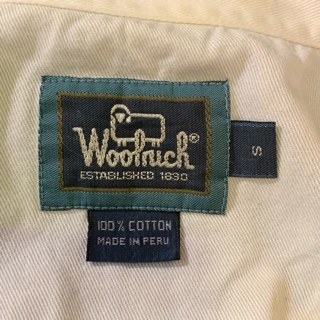 Woolrich®
ESTABLISHED 1830
S
100% COTTON
MADE IN PERU